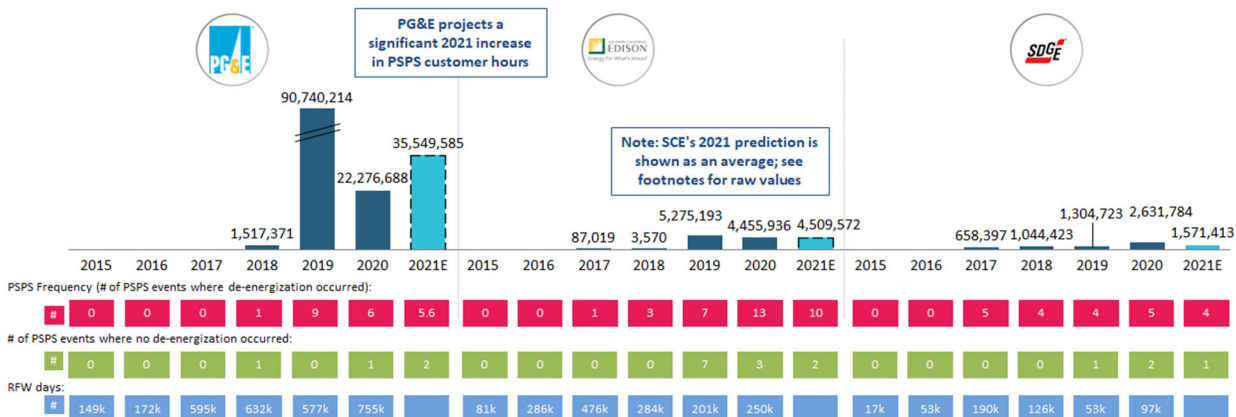 PG&E
PG&E projects a
significant 2021 increase
in PSPS customer hours
SOUTHERN CALIFORNIA
EDISON
Energy for What's Ahead
SDGE
90,740,214
35,549,585
22,276,688
1,517,371
Note: SCE's 2021 prediction is
shown as an average; see
footnotes for raw values
87,019 3,570 5,275,193 4,455,936 4,509,572
658,397 1,044,423 1,304,723 2,631,784 1,571,413
2015 2016 2017 2018 2019 2020 2021E 2015 2016 2017 2018 2019 2020 2021E 2015 2016 2017 2018 2019 2020 2021E
PSPS Frequency (# of PSPS events where de-energization occurred):
# 0 0 0 1 9 6 5.6 0 0 1 3 7 13 10 0 0 5 4 4 5 4
# of PSPS events where no de-energization occurred:
# 0 0 0 1 0 1 2 0 0 0 0 7 3 2 0 0 0 0 1 2 1
RFW days:
# 149k 172k 595k 632k 577k 755k 81k 286k 476k 284k 201k 250k 17k 53k 190k 126k 53k 97k